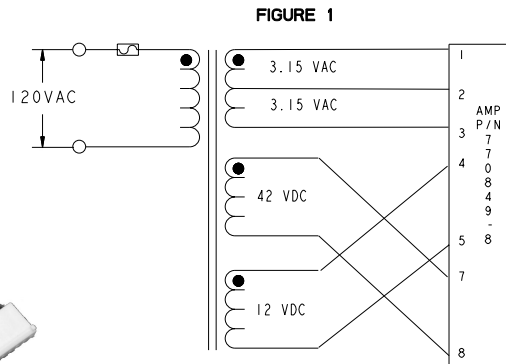 FIGURE 1
120VAC
3.15 VAC
3.15 VAC
42 VDC
12 VDC
1
2
3
4
5
7
8
AMP
P/N
7
7
0
8
4
9
-
8